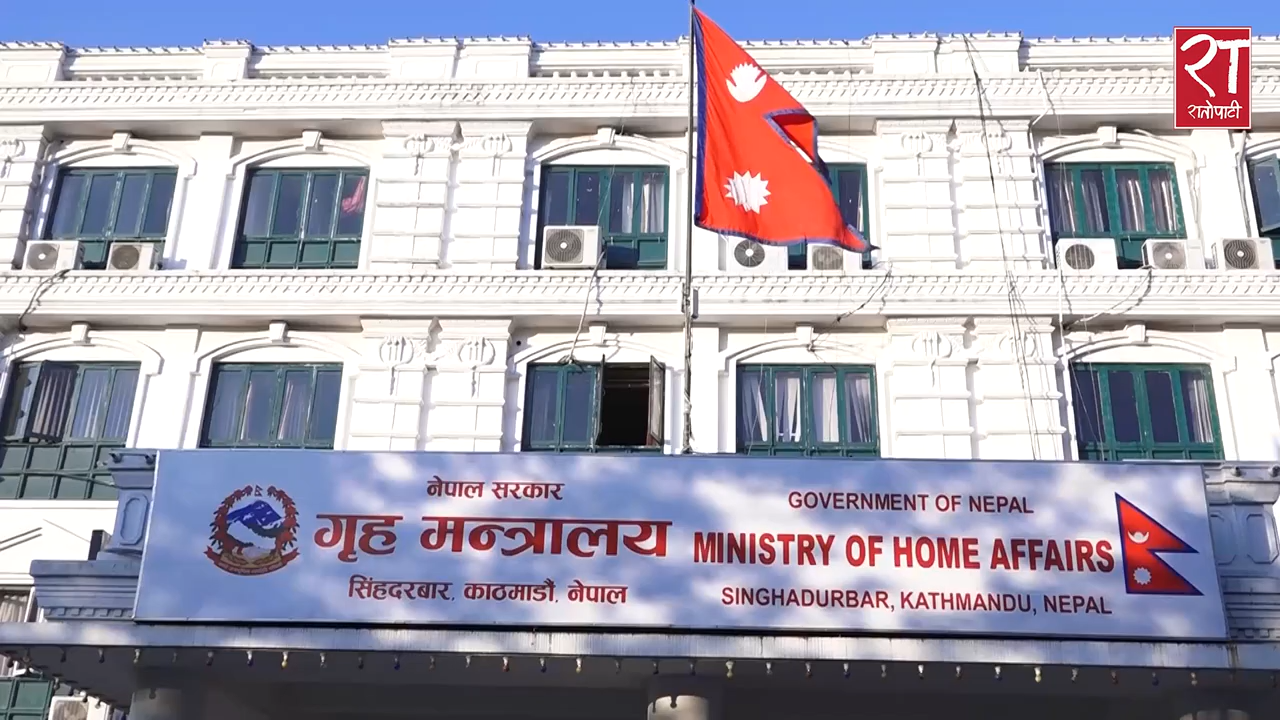 रा
रातोपाटी
नेपाल सरकार
गृह मन्त्रालय
सिंहदरबार, काठमाडौं, नेपाल
GOVERNMENT OF NEPAL
MINISTRY OF HOME AFFAIRS
SINGHADURBAR, KATHMANDU, NEPAL